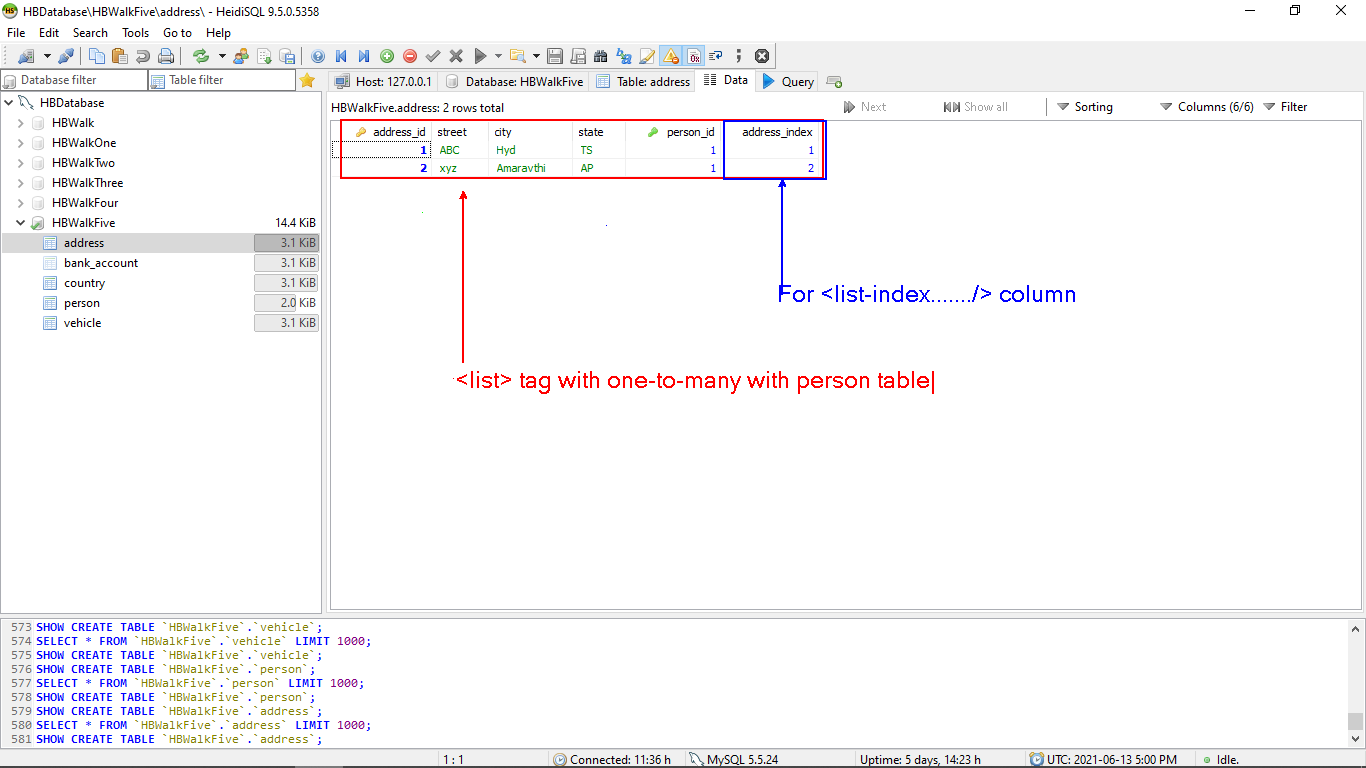 HBDatabase\HBWalkFive\address\ - HeidiSQL 9.5.0.5358
File Edit Search Tools Go to Help
Database filter Table filter
Host: 127.0.0.1 Database: HBWalkFive Table: address Data Query
HBDatabase
HBWalk
HBWalkOne
HBWalkTwo
HBWalkThree
HBWalkFour
HBWalkFive 14.4 KiB
address 3.1 KiB
bank_account 3.1 KiB
country 3.1 KiB
person 2.0 KiB
vehicle 3.1 KiB
HBWalkFive.address: 2 rows total Next Show all Sorting Columns (6/6) Filter
address_id street city state person_id address_index
1 ABC Hyd TS 1 1
2 xyz Amaravthi AP 1 2
For <list-index......./> column
<list> tag with one-to-many with person table
573 SHOW CREATE TABLE `HBWalkFive`.`vehicle`;
574 SELECT * FROM `HBWalkFive`.`vehicle` LIMIT 1000;
575 SHOW CREATE TABLE `HBWalkFive`.`vehicle`;
576 SHOW CREATE TABLE `HBWalkFive`.`person`;
577 SELECT * FROM `HBWalkFive`.`person` LIMIT 1000;
578 SHOW CREATE TABLE `HBWalkFive`.`person`;
579 SHOW CREATE TABLE `HBWalkFive`.`address`;
580 SELECT * FROM `HBWalkFive`.`address` LIMIT 1000;
581 SHOW CREATE TABLE `HBWalkFive`.`address`;
1 : 1 Connected: 11:36 h MySQL 5.5.24 Uptime: 5 days, 14:23 h UTC: 2021-06-13 5:00 PM Idle.